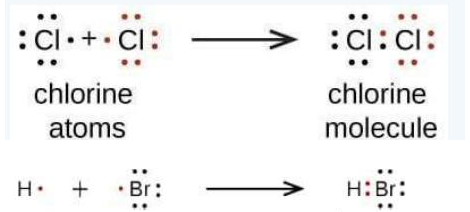 :Cl· + ·Cl: ⟶ :Cl:Cl:
chlorine atoms chlorine molecule
H· + ·Br: ⟶ H:Br: